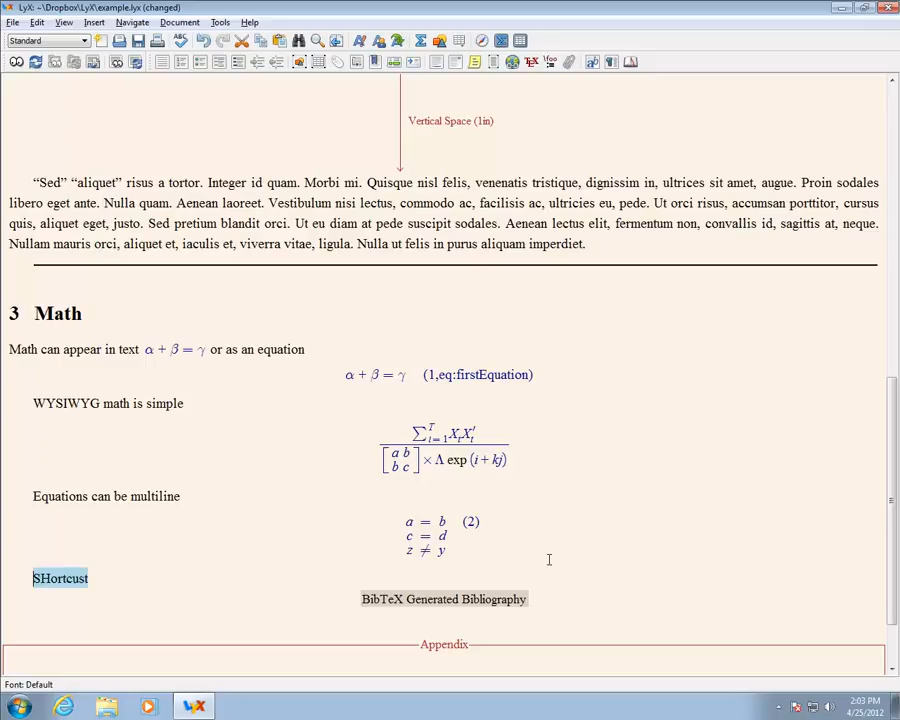 LyX: ~\Dropbox\LyX\example.lyx (changed)
File Edit View Insert Navigate Document Tools Help
Standard
Vertical Space (1in)
“Sed” “aliquet” risus a tortor. Integer id quam. Morbi mi. Quisque nisl felis, venenatis tristique, dignissim in, ultrices sit amet, augue. Proin sodales
libero eget ante. Nulla quam. Aenean laoreet. Vestibulum nisi lectus, commodo ac, facilisis ac, ultricies eu, pede. Ut orci risus, accumsan porttitor, cursus
quis, aliquet eget, justo. Sed pretium blandit orci. Ut eu diam at pede suscipit sodales. Aenean lectus elit, fermentum non, convallis id, sagittis at, neque.
Nullam mauris orci, aliquet et, iaculis et, viverra vitae, ligula. Nulla ut felis in purus aliquam imperdiet.
3 Math
Math can appear in text α + β = γ or as an equation
α + β = γ (1,eq:firstEquation)
WYSIWYG math is simple
∑ T i=1 X t X t ′
[ a b
b c ] × Λ exp (i + kj)
Equations can be multiline
a = b (2)
c = d
z ≠ y
SHortcust
BibTeX Generated Bibliography
Appendix
Font: Default
2:03 PM
4/25/2012